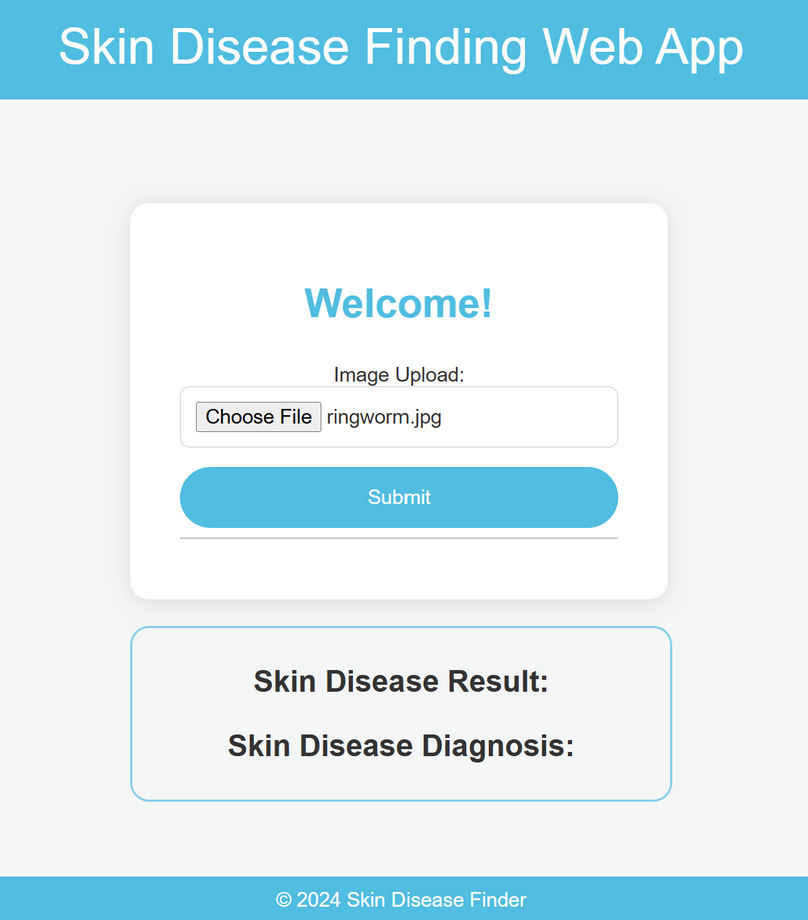 Skin Disease Finding Web App
Welcome!
Image Upload:
Choose File ringworm.jpg
Submit
Skin Disease Result:
Skin Disease Diagnosis:
© 2024 Skin Disease Finder